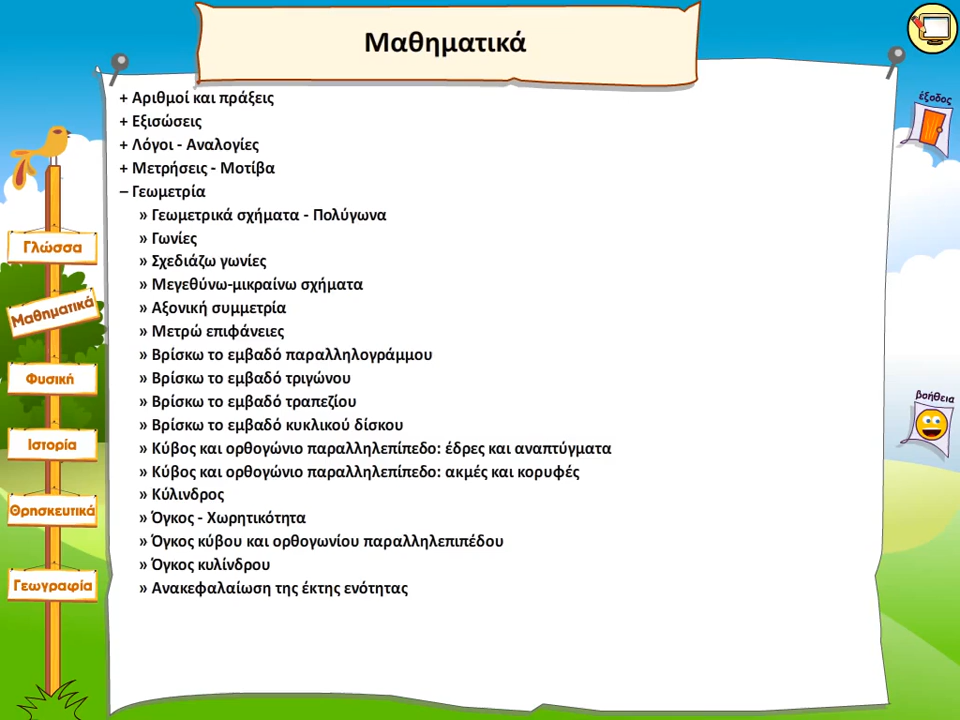 Μαθηματικά
+ Αριθμοί και πράξεις
+ Εξισώσεις
+ Λόγοι - Αναλογίες
+ Μετρήσεις - Μοτίβα
– Γεωμετρία
» Γεωμετρικά σχήματα - Πολύγωνα
» Γωνίες
» Σχεδιάζω γωνίες
» Μεγεθύνω-μικραίνω σχήματα
» Αξονική συμμετρία
» Μετρώ επιφάνειες
» Βρίσκω το εμβαδό παραλληλογράμμου
» Βρίσκω το εμβαδό τριγώνου
» Βρίσκω το εμβαδό τραπεζίου
» Βρίσκω το εμβαδό κυκλικού δίσκου
» Κύβος και ορθογώνιο παραλληλεπίπεδο: έδρες και αναπτύγματα
» Κύβος και ορθογώνιο παραλληλεπίπεδο: ακμές και κορυφές
» Κύλινδρος
» Όγκος - Χωρητικότητα
» Όγκος κύβου και ορθογωνίου παραλληλεπιπέδου
» Όγκος κυλίνδρου
» Ανακεφαλαίωση της έκτης ενότητας
Γλώσσα
Μαθηματικά
Φυσική
Ιστορία
Θρησκευτικά
Γεωγραφία
έξοδος
βοήθεια